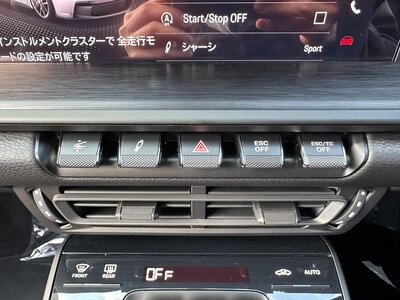 Start/Stop OFF
インストルメントクラスターで 全走行モ
ードの設定が可能です
シャーシ
Sport
ESC
OFF
ESC/TC
OFF
FRONT
REAR
OFF
AUTO